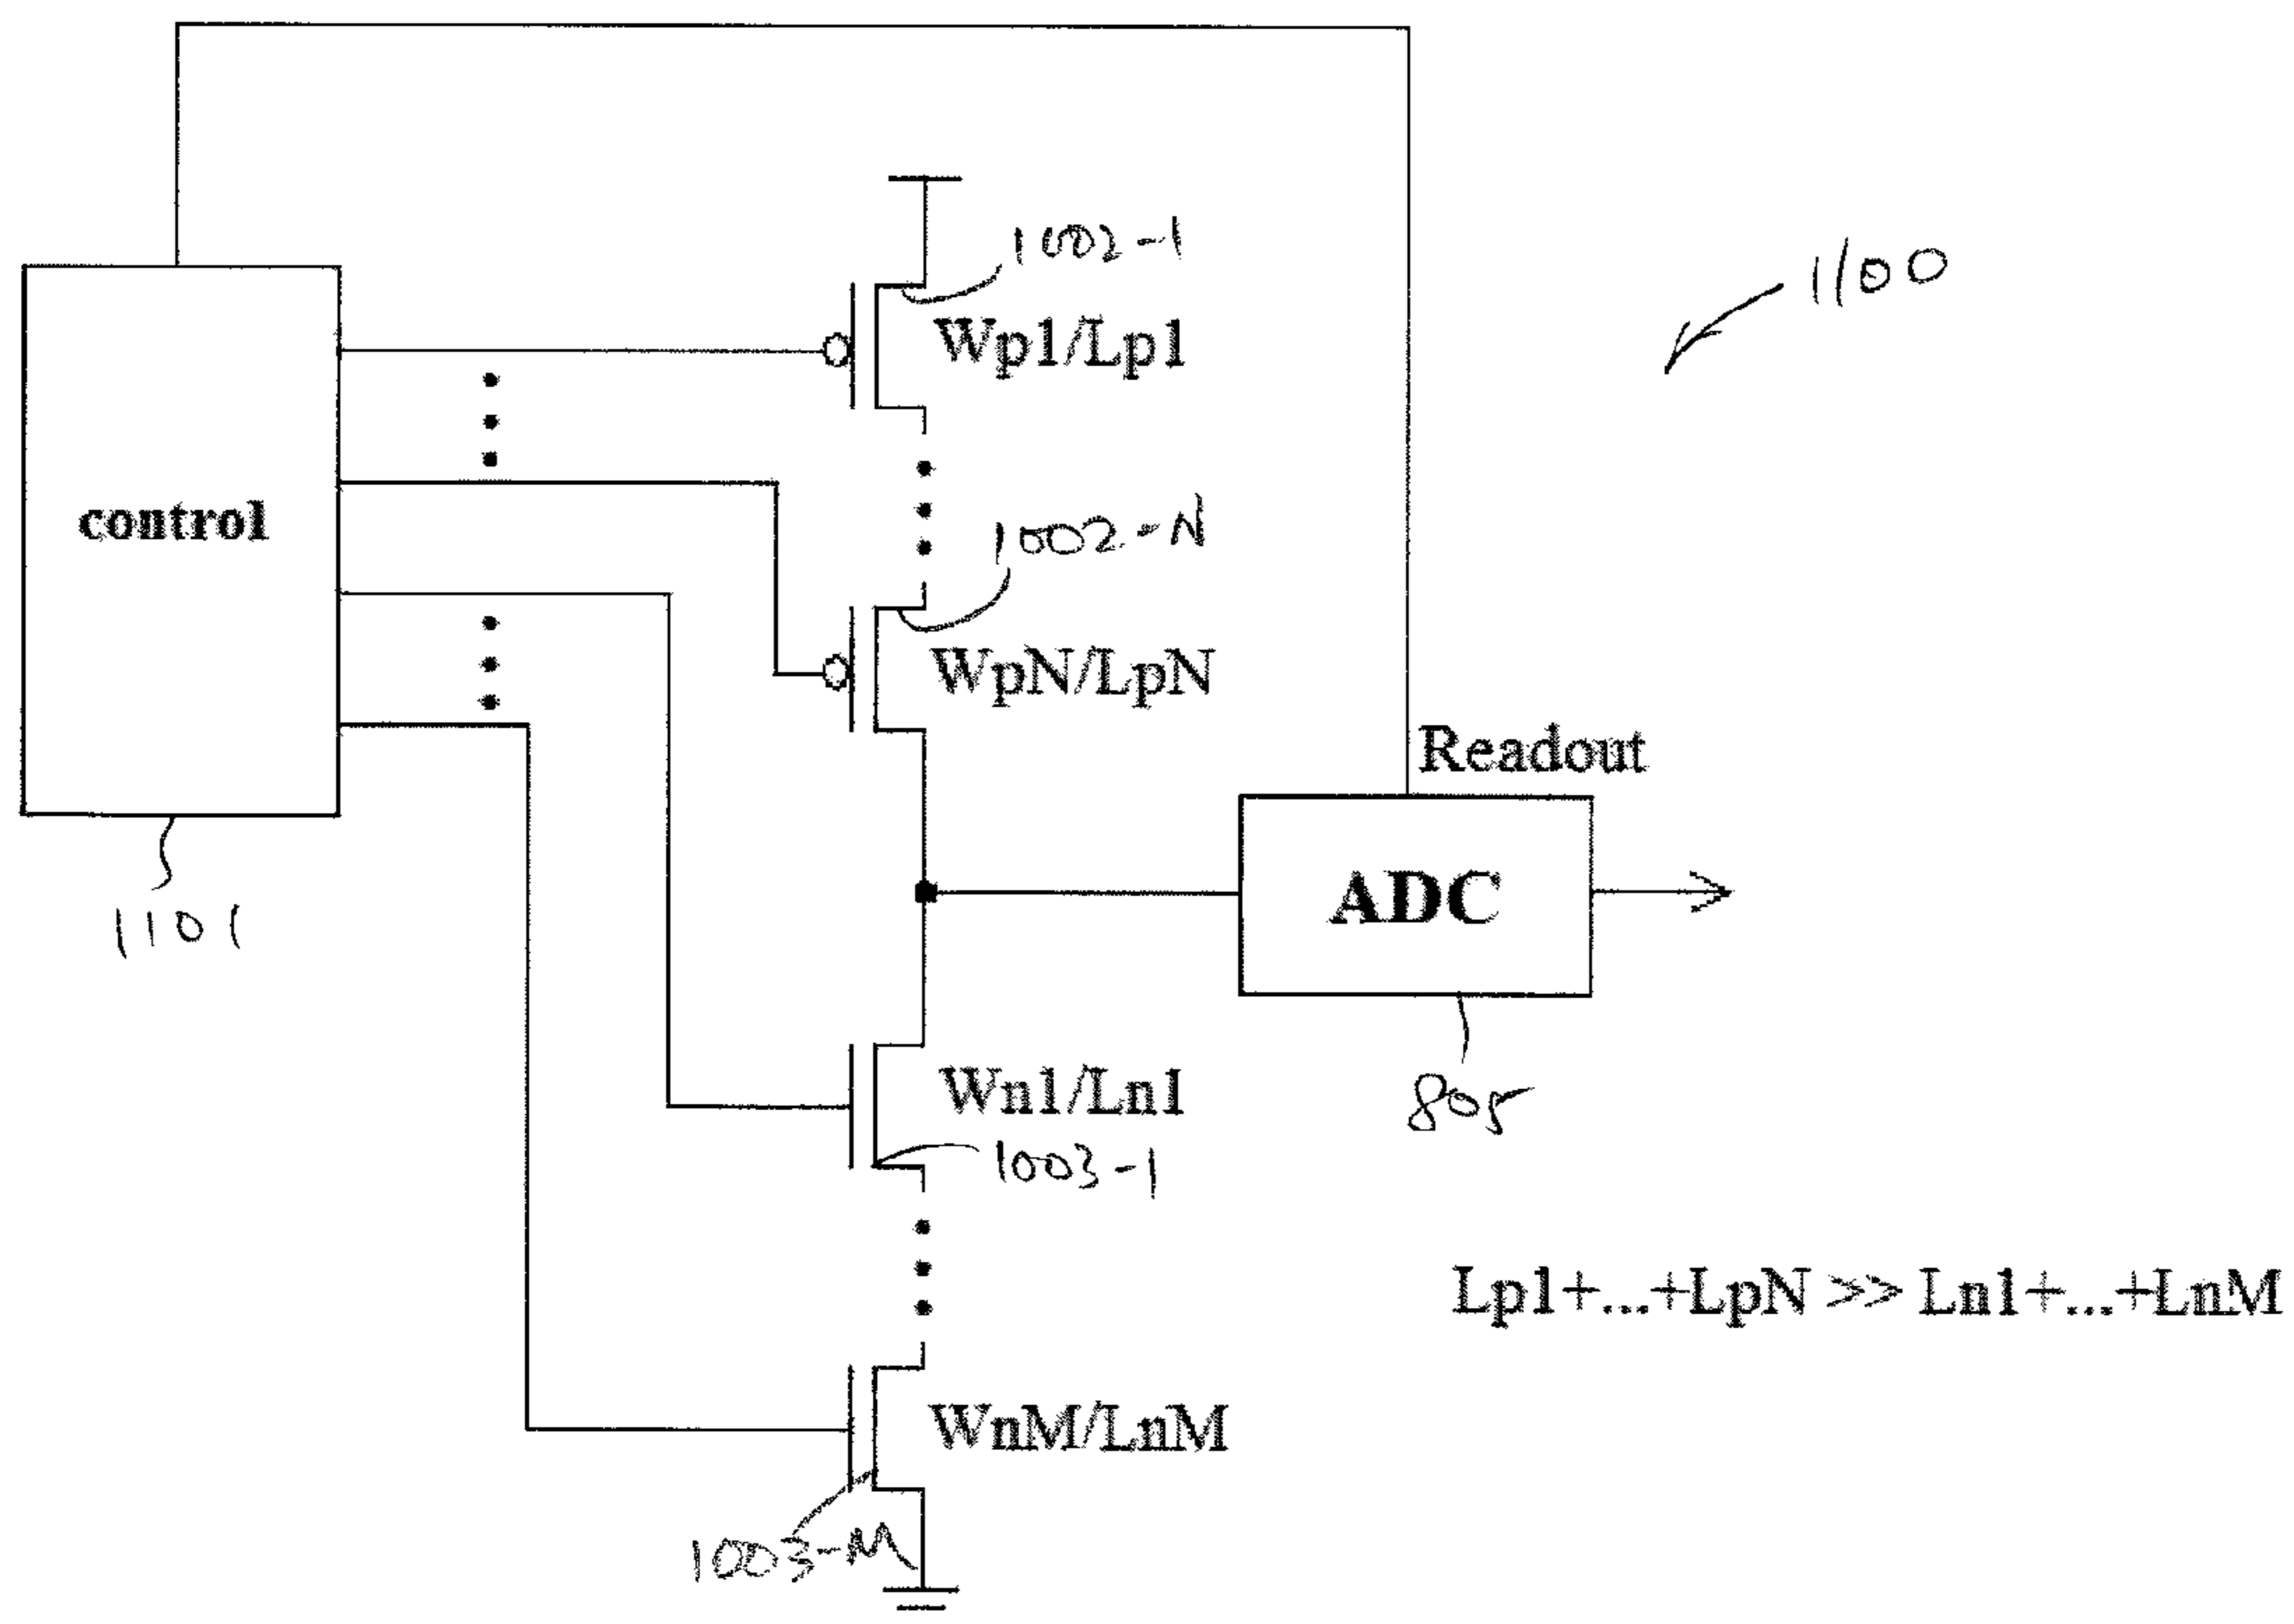 1002-1
1100
Wp1/Lp1
control
1002-N
WpN/LpN
Readout
ADC
1101
Wn1/Ln1
805
1003-1
Lp1+...+LpN >> Ln1+...+LnM
WnM/LnM
1003-M